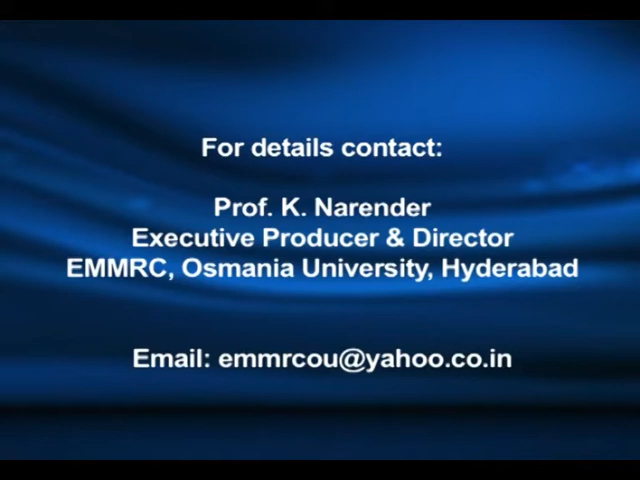 For details contact:
Prof. K. Narender
Executive Producer & Director
EMMRC, Osmania University, Hyderabad
Email: emmrcou@yahoo.co.in